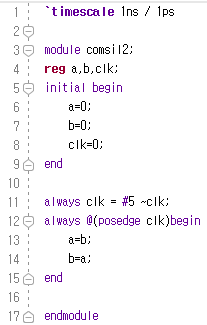 1 `timescale 1ns / 1ps
2
3 module comsil2;
4 reg a,b,clk;
5 initial begin
6 a=0;
7 b=0;
8 clk=0;
9 end
10
11 always clk = #5 ~clk;
12 always @(posedge clk)begin
13 a=b;
14 b=a;
15 end
16
17 endmodule